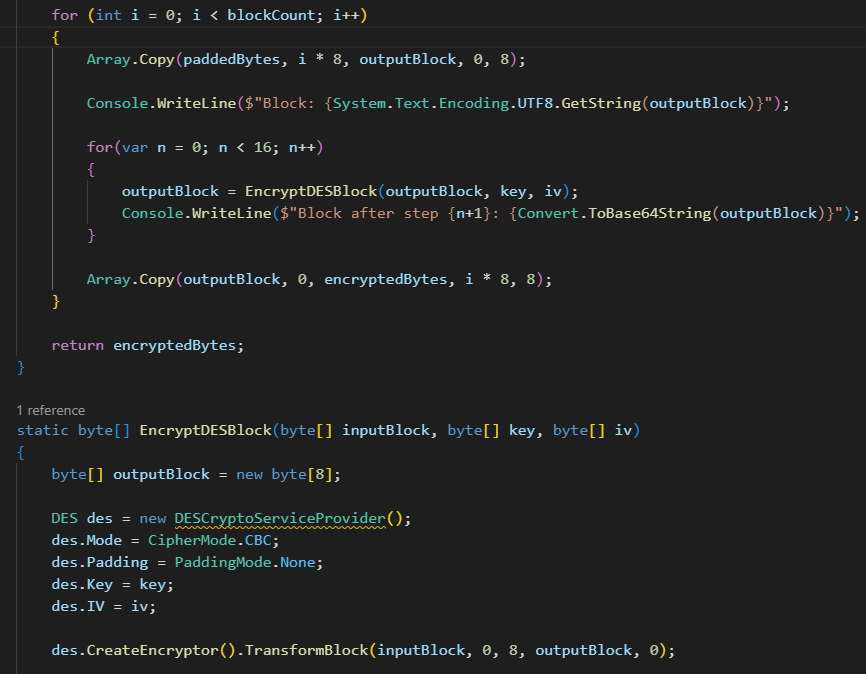 for (int i = 0; i < blockCount; i++)
{
Array.Copy(paddedBytes, i * 8, outputBlock, 0, 8);
Console.WriteLine($"Block: {System.Text.Encoding.UTF8.GetString(outputBlock)}");
for(var n = 0; n < 16; n++)
{
outputBlock = EncryptDESBlock(outputBlock, key, iv);
Console.WriteLine($"Block after step {n+1}: {Convert.ToBase64String(outputBlock)}");
}
Array.Copy(outputBlock, 0, encryptedBytes, i * 8, 8);
}
return encryptedBytes;
}
1 reference
static byte[] EncryptDESBlock(byte[] inputBlock, byte[] key, byte[] iv)
{
byte[] outputBlock = new byte[8];
DES des = new DESCryptoServiceProvider();
des.Mode = CipherMode.CBC;
des.Padding = PaddingMode.None;
des.Key = key;
des.IV = iv;
des.CreateEncryptor().TransformBlock(inputBlock, 0, 8, outputBlock, 0);